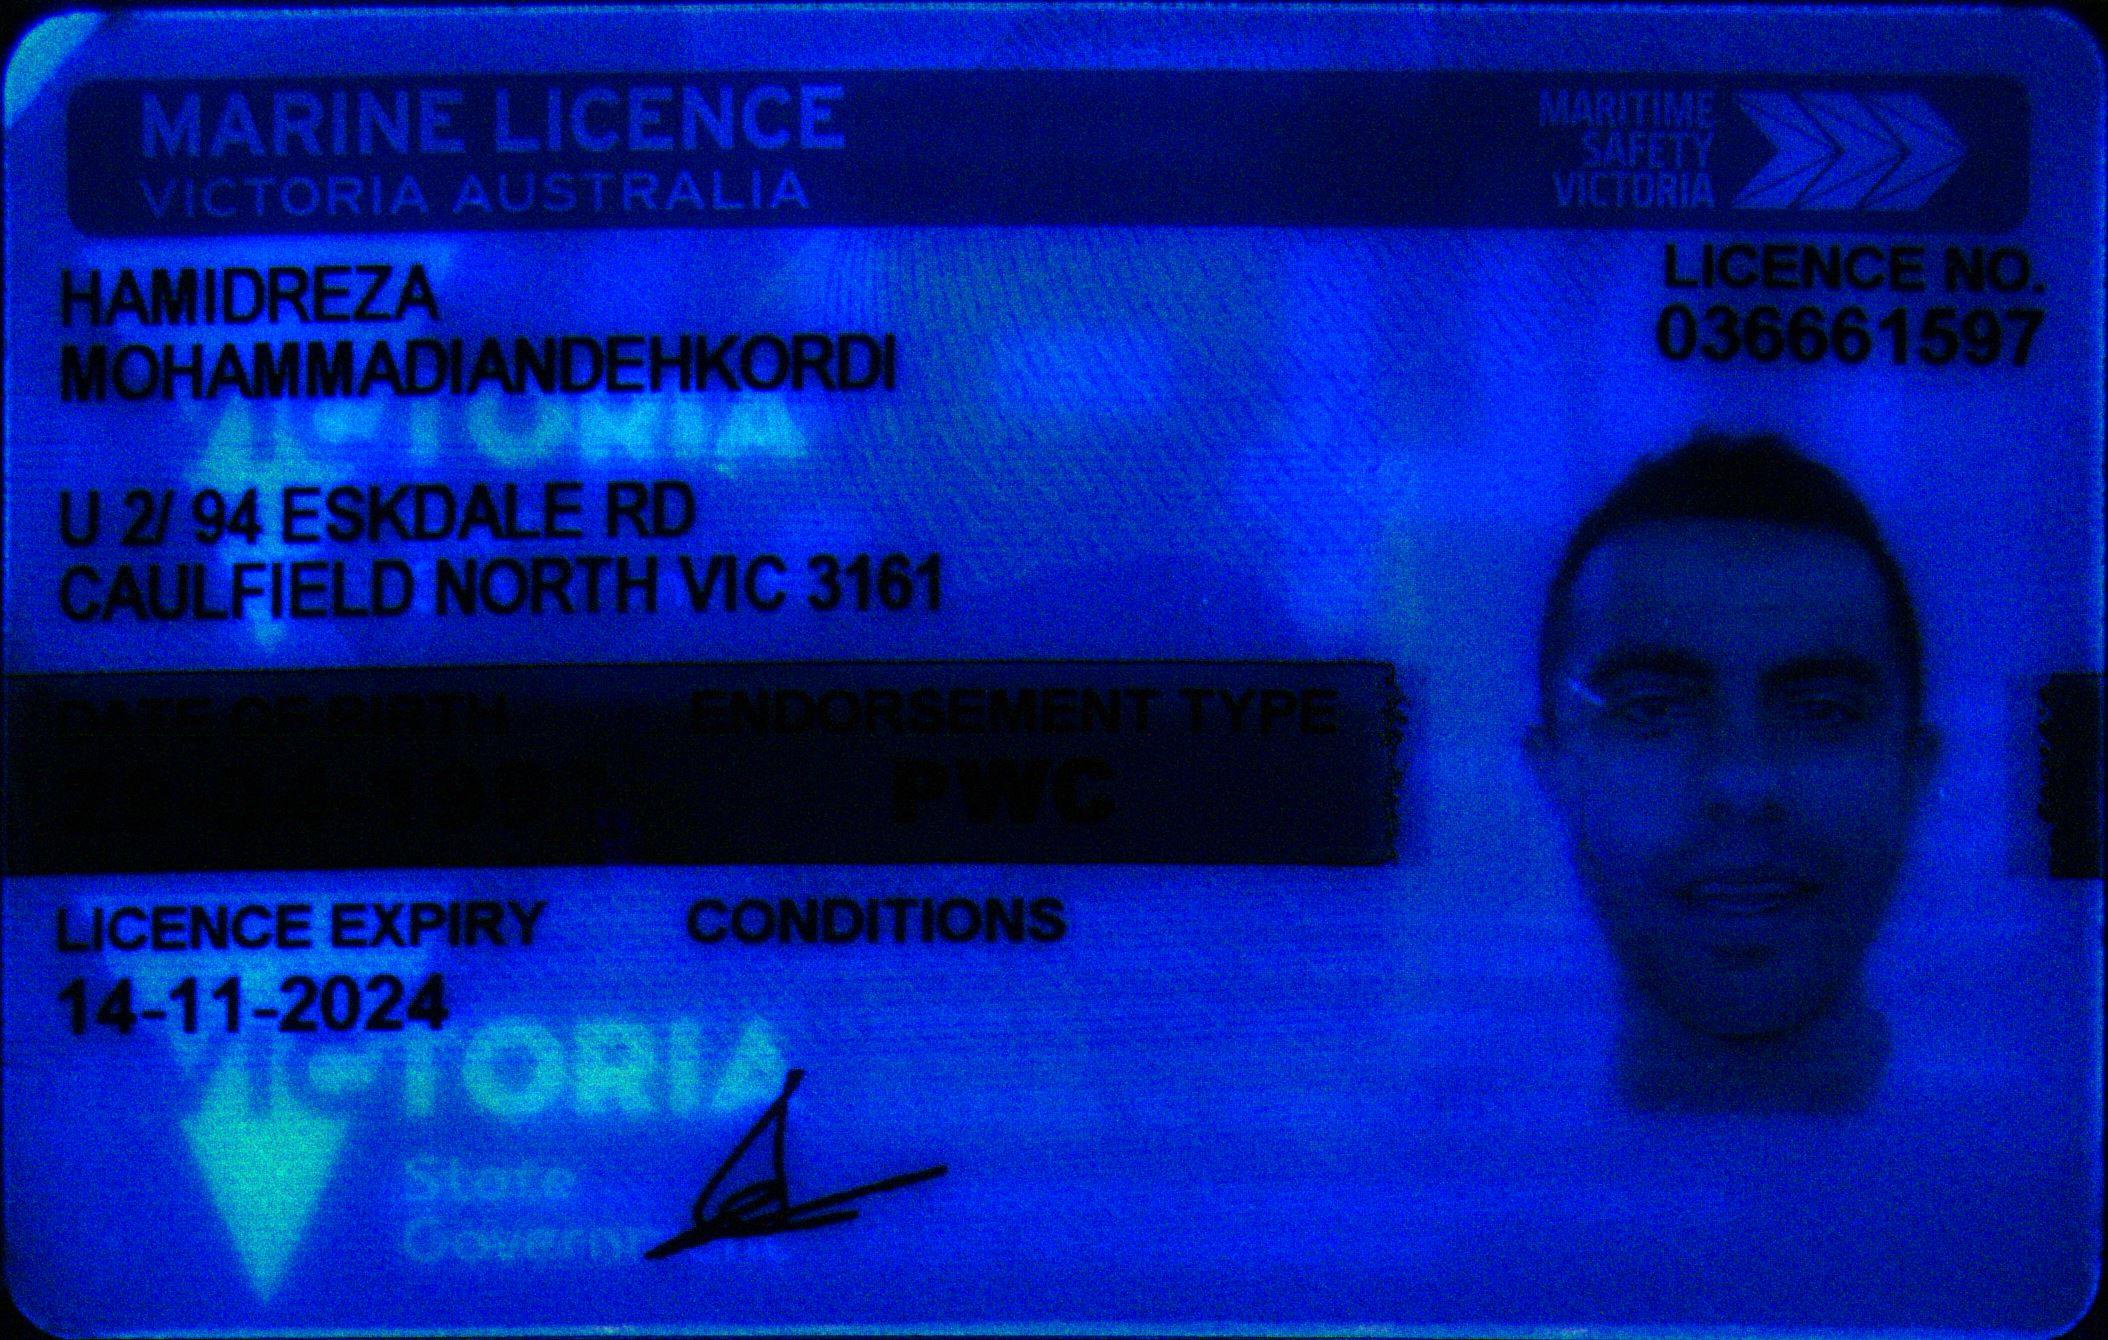 MARINE LICENCE
VICTORIA AUSTRALIA
MARITIME
SAFETY
VICTORIA
HAMIDREZA
MOHAMMADIANDEHKORDI
LICENCE NO.
036661597
VICTORIA
U 2/ 94 ESKDALE RD
CAULFIELD NORTH VIC 3161
DATE OF BIRTH
ENDORSEMENT TYPE
PWC
LICENCE EXPIRY
CONDITIONS
14-11-2024
VICTORIA
State
Government